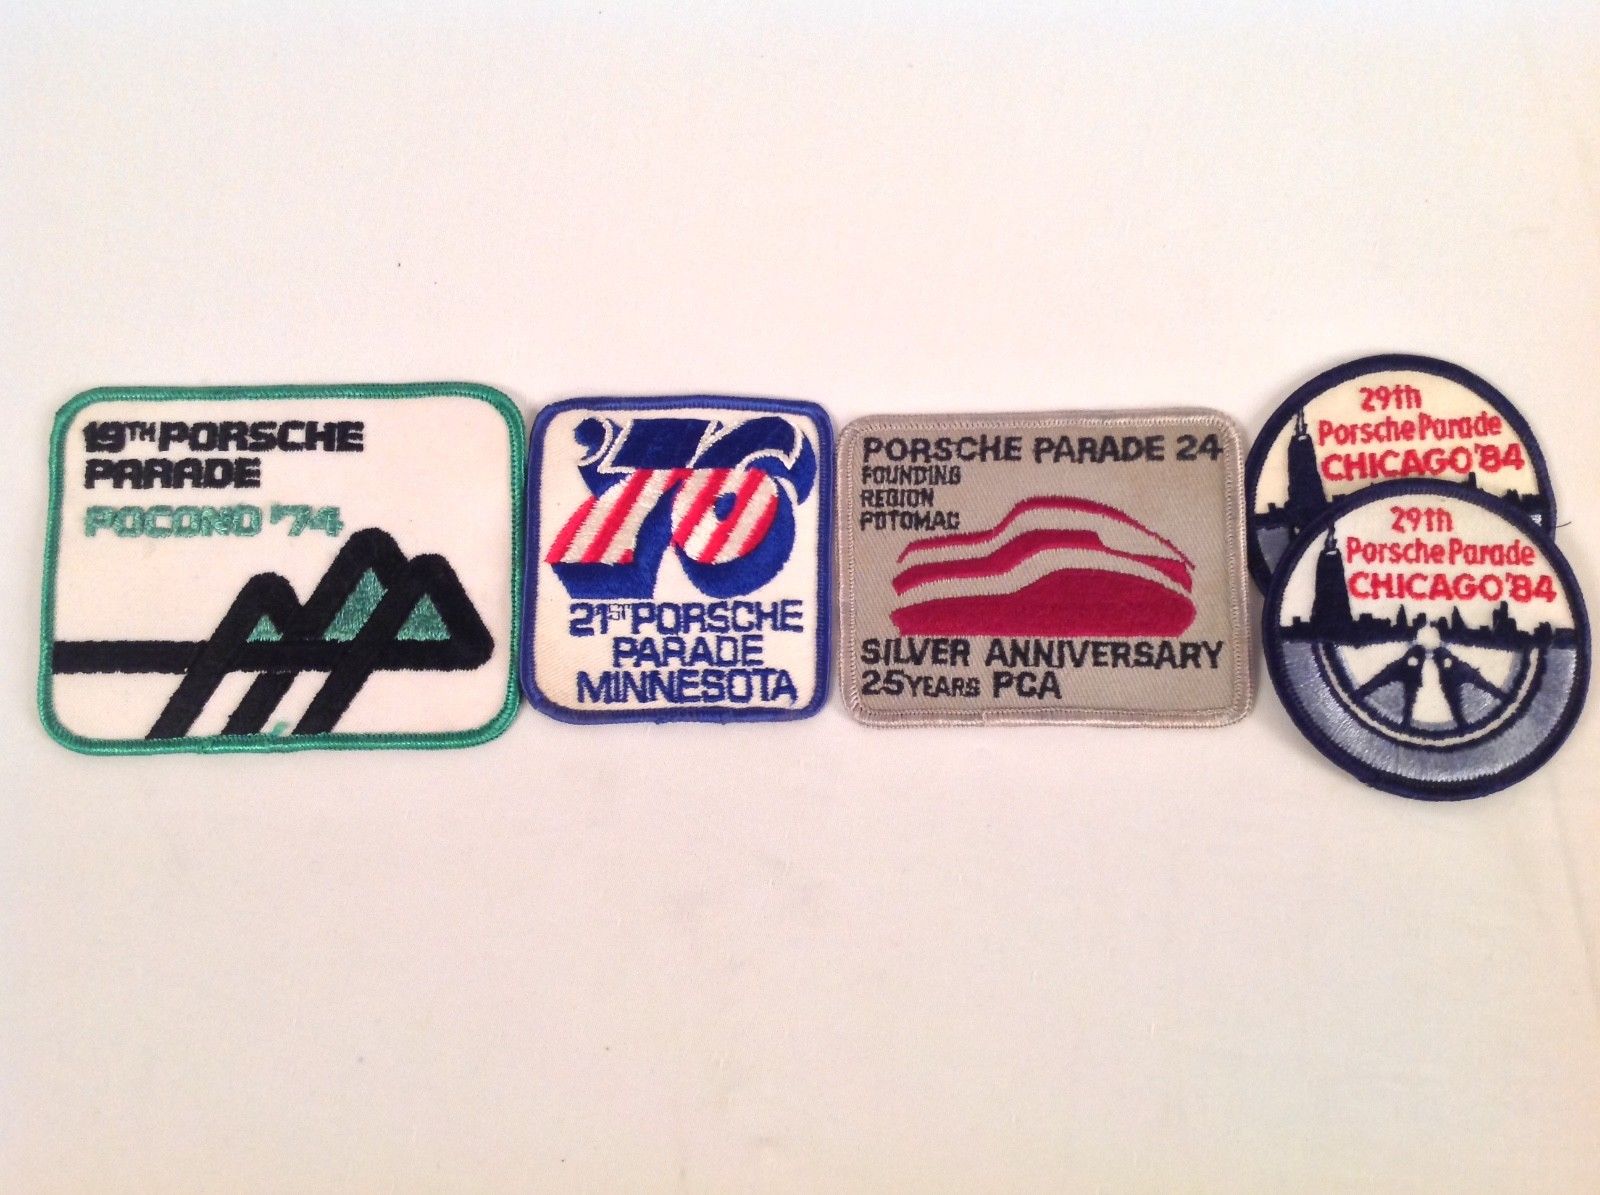 19TH PORSCHE
PARADE
POCONO '74
'76
21ST PORSCHE
PARADE
MINNESOTA
PORSCHE PARADE 24
FOUNDING
REGION
POTOMAC
SILVER ANNIVERSARY
25 YEARS PCA
29th
Porsche Parade
CHICAGO '84
29th
Porsche Parade
CHICAGO '84